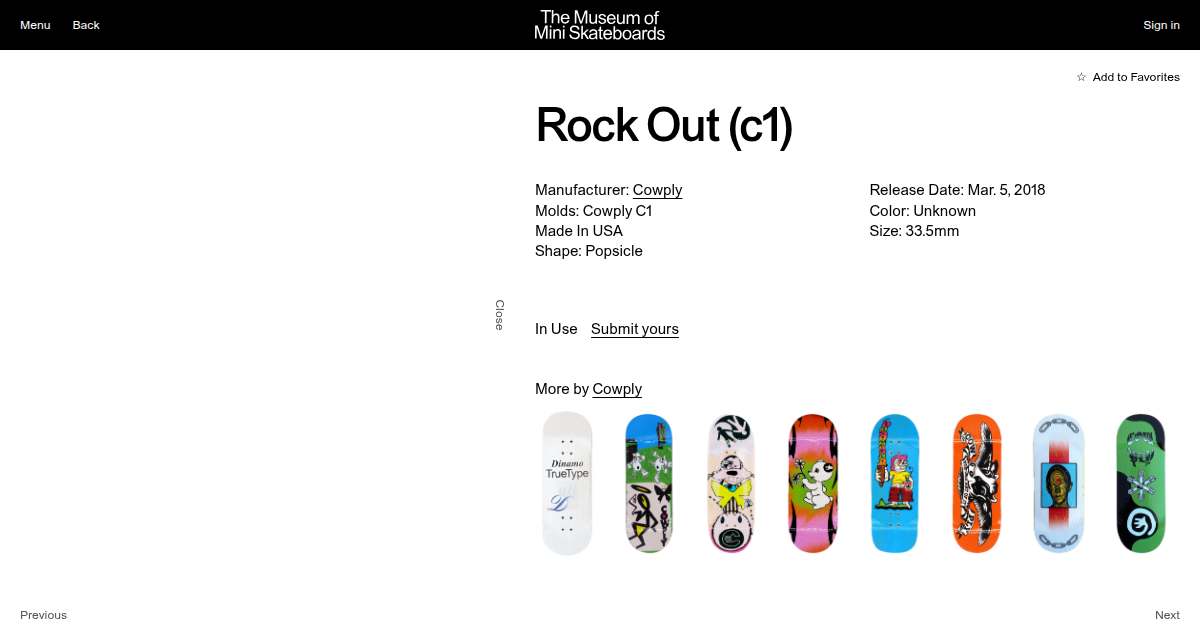 Menu
Back
The Museum of
Mini Skateboards
Sign in
☆ Add to Favorites
Rock Out (c1)
Manufacturer: Cowply
Molds: Cowply C1
Made In USA
Shape: Popsicle
Release Date: Mar. 5, 2018
Color: Unknown
Size: 33.5mm
Close
In Use Submit yours
More by Cowply
Dinamo
TrueType
Previous
Next